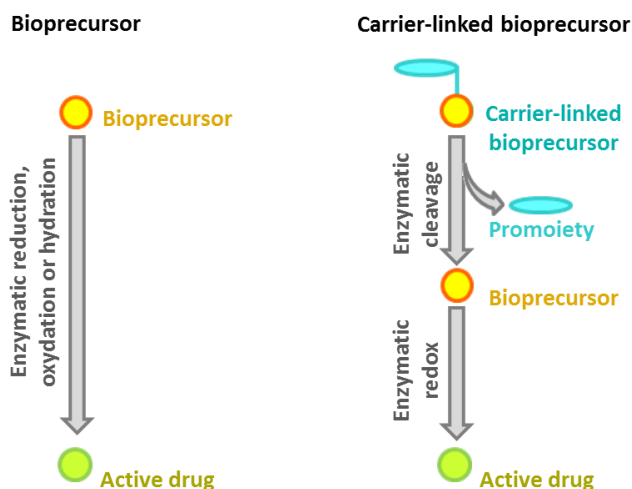 Bioprecursor
Bioprecursor
Enzymatic reduction,
oxydation or hydration
Active drug
Carrier-linked bioprecursor
Carrier-linked
bioprecursor
Enzymatic
cleavage
Promoiety
Bioprecursor
Enzymatic
redox
Active drug